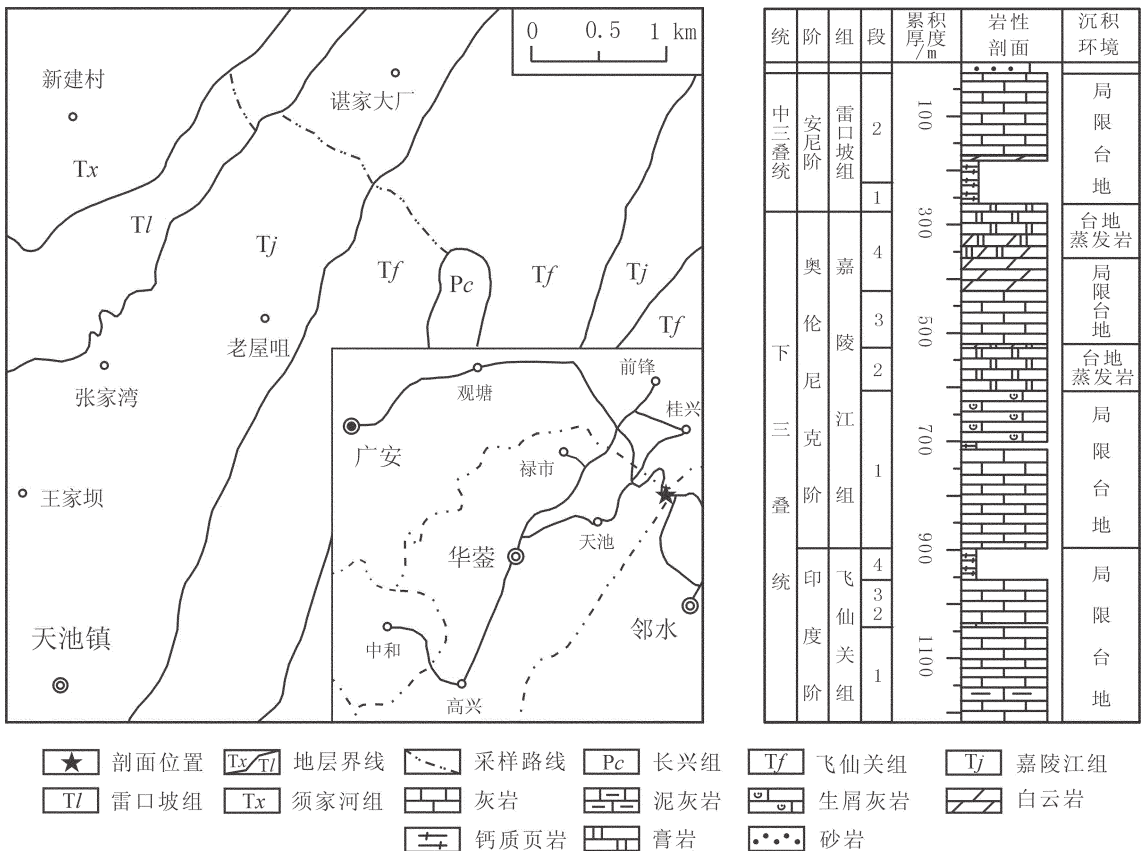 0 0.5 1 km
新建村
谌家大厂
Tx
Tl
Tj
Tf
Pc
Tf
Tj
Tf
老屋咀
张家湾
王家坝
天池镇
前锋
观塘
桂兴
广安
禄市
天池
华蓥
邻水
中和
高兴
统
阶
组
段
累积厚度/m
岩性剖面
沉积环境
中三叠统
下三叠统
安尼阶
奥伦尼克阶
印度阶
雷口坡组
嘉陵江组
飞仙关组
2
1
4
3
2
1
4
3
2
1
100
300
500
700
900
1100
局限台地
台地蒸发岩
局限台地
台地蒸发岩
局限台地
局限台地
剖面位置
Tx Tl 地层界线
采样路线
Pc 长兴组
Tf 飞仙关组
Tj 嘉陵江组
Tl 雷口坡组
Tx 须家河组
灰岩
泥灰岩
生屑灰岩
白云岩
钙质页岩
膏岩
砂岩